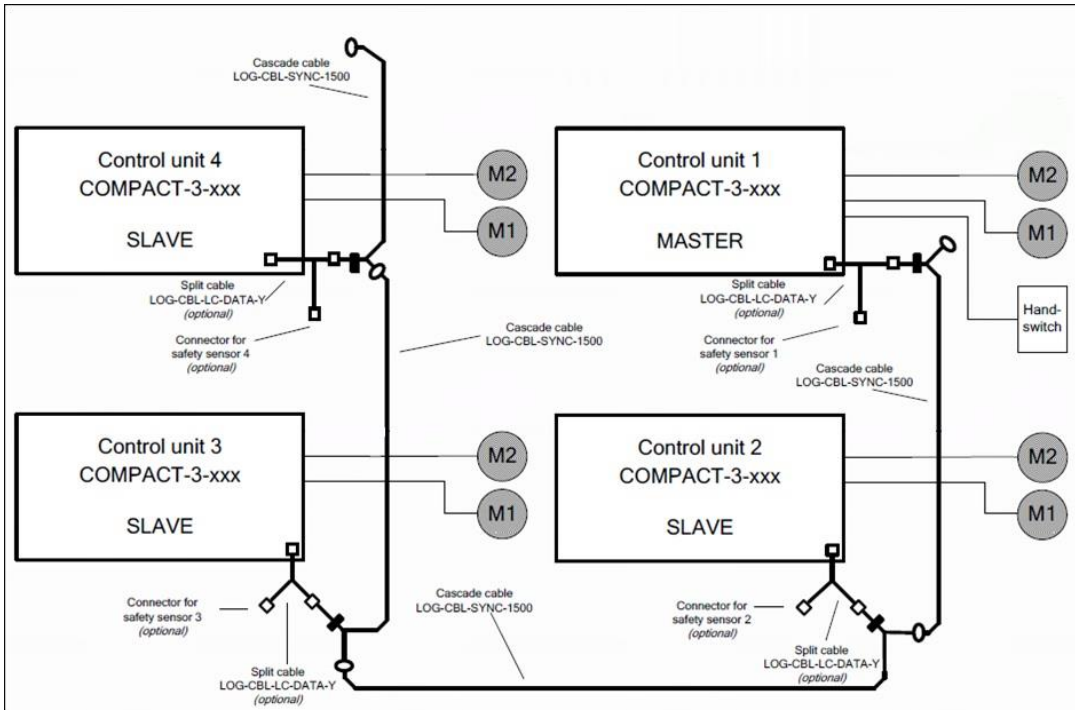 Cascade cable
LOG-CBL-SYNC-1500
Control unit 4
COMPACT-3-xxx
SLAVE
M2
M1
Split cable
LOG-CBL-LC-DATA-Y
(optional)
Connector for
safety sensor 4
(optional)
Cascade cable
LOG-CBL-SYNC-1500
Control unit 1
COMPACT-3-xxx
MASTER
M2
M1
Hand-
switch
Split cable
LOG-CBL-LC-DATA-Y
(optional)
Connector for
safety sensor 1
(optional)
Cascade cable
LOG-CBL-SYNC-1500
Control unit 3
COMPACT-3-xxx
SLAVE
M2
M1
Connector for
safety sensor 3
(optional)
Split cable
LOG-CBL-LC-DATA-Y
(optional)
Cascade cable
LOG-CBL-SYNC-1500
Control unit 2
COMPACT-3-xxx
SLAVE
M2
M1
Connector for
safety sensor 2
(optional)
Split cable
LOG-CBL-LC-DATA-Y
(optional)